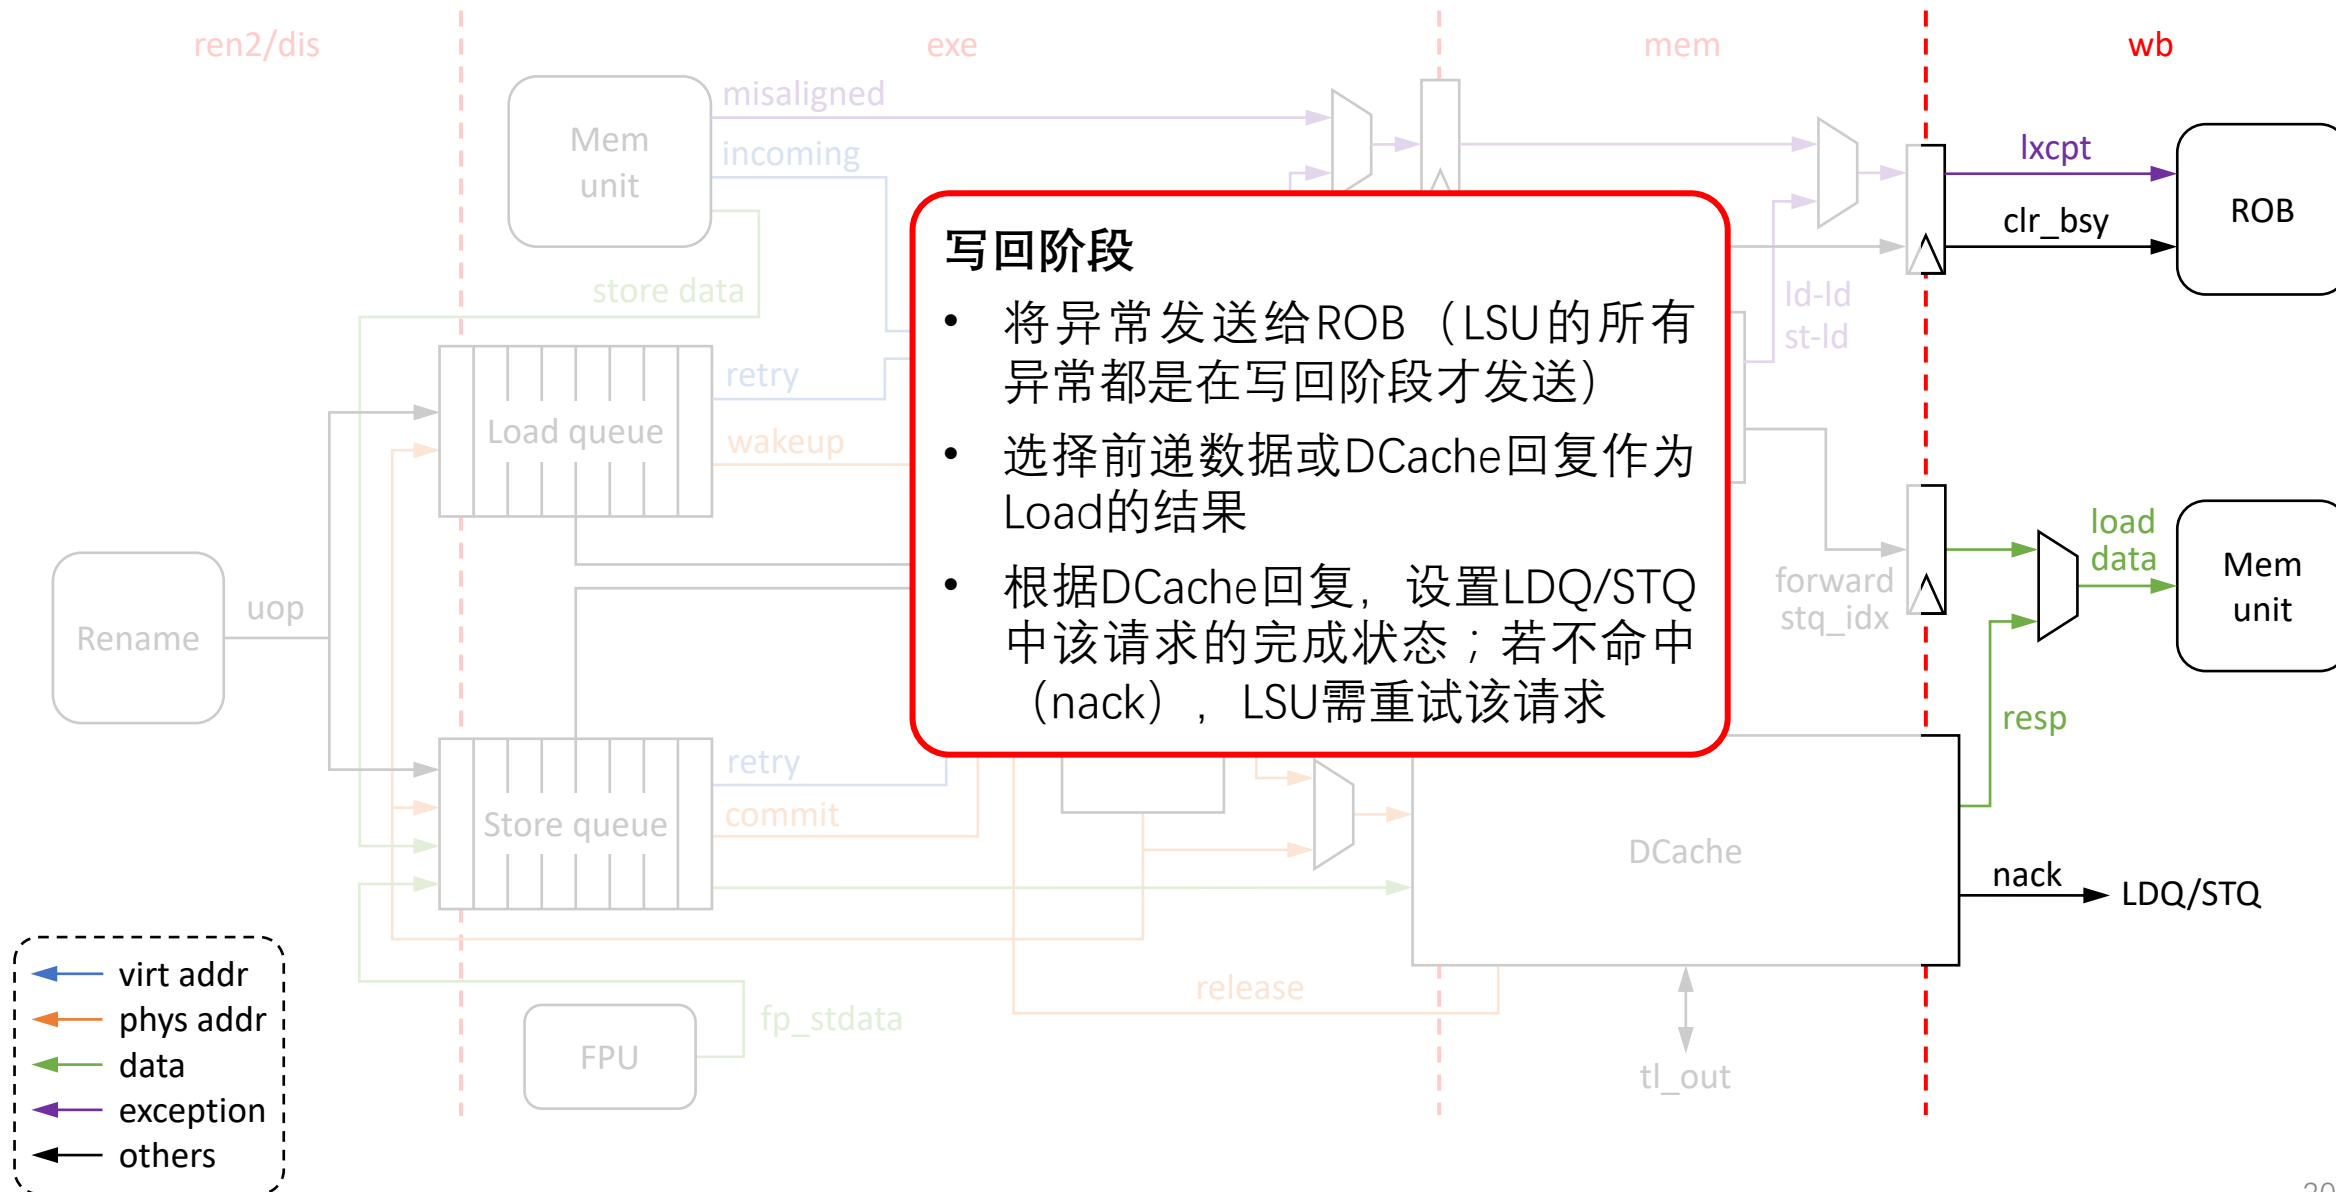 ren2/dis
exe
mem
wb
Mem
unit
misaligned
incoming
store data
lxcpt
clr_bsy
ROB
写回阶段
• 将异常发送给ROB（LSU的所有
异常都是在写回阶段才发送）
• 选择前递数据或DCache回复作为
Load的结果
• 根据DCache回复，设置LDQ/STQ
中该请求的完成状态；若不命中
（nack），LSU需重试该请求
ld-ld
st-ld
retry
Load queue
wakeup
Rename
uop
forward
stq_idx
load
data
Mem
unit
resp
retry
commit
Store queue
DCache
nack
LDQ/STQ
release
fp_stdata
FPU
tl_out
virt addr
phys addr
data
exception
others